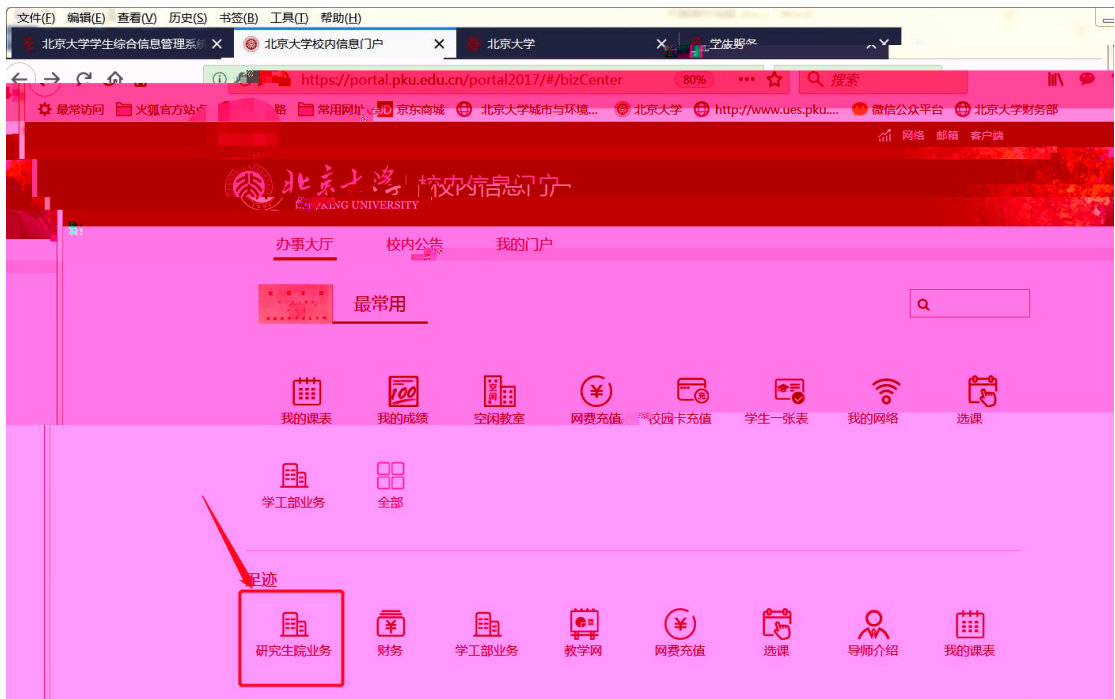 文件(F) 编辑(E) 查看(V) 历史(S) 书签(B) 工具(T) 帮助(H)
北京大学学生综合信息管理系统 北京大学校内信息门户 北京大学
https://portal.pku.edu.cn/portal2017/#/bizCenter 80% 搜索
最常访问 火狐官方站点 常用网址 JD 京东商城 北京大学城市与环境... 北京大学 http://www.ues.pku.... 微信公众平台 北京大学财务部
网络 邮箱 客户端
北京大学 校内信息门户
PEKING UNIVERSITY
办事大厅 校内公告 我的门户
最常用
我的课表 我的成绩 空闲教室 网费充值 校园卡充值 学生一张表 我的网络 选课
学工部业务 全部
足迹
研究生院业务 财务 学工部业务 教学网 网费充值 选课 导师介绍 我的课表